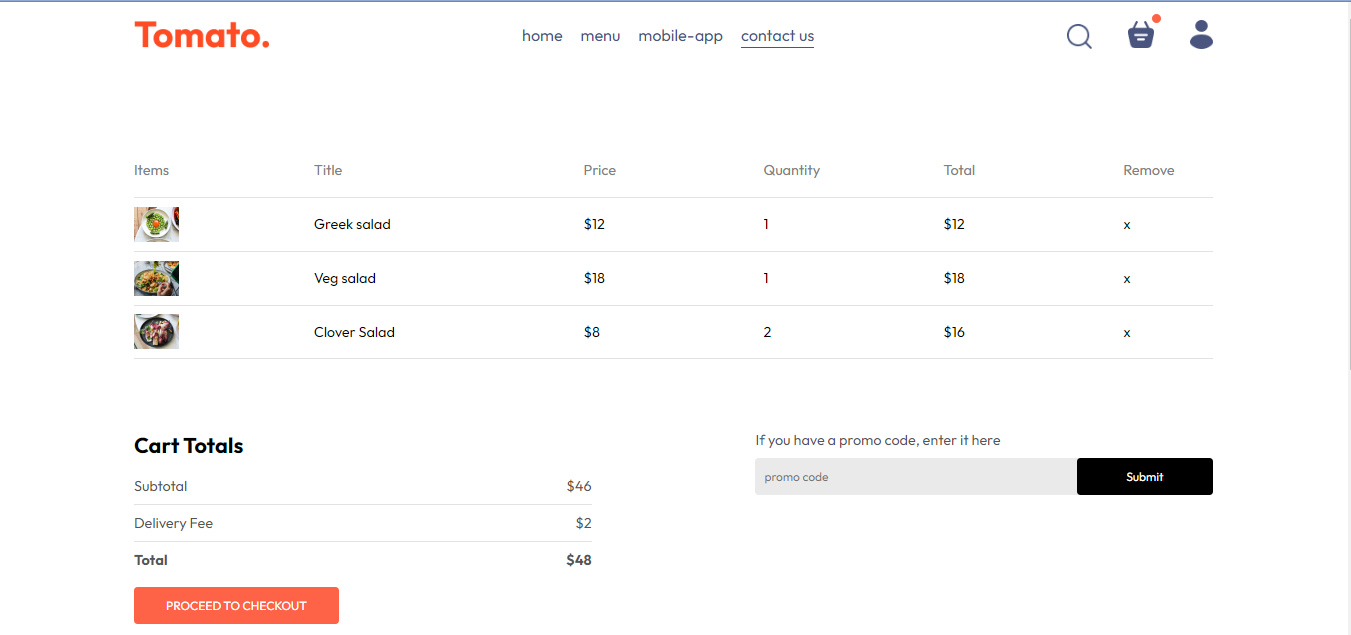 Tomato.
home menu mobile-app contact us
Items Title Price Quantity Total Remove
Greek salad $12 1 $12 x
Veg salad $18 1 $18 x
Clover Salad $8 2 $16 x
Cart Totals
Subtotal $46
Delivery Fee $2
Total $48
PROCEED TO CHECKOUT
If you have a promo code, enter it here
promo code Submit